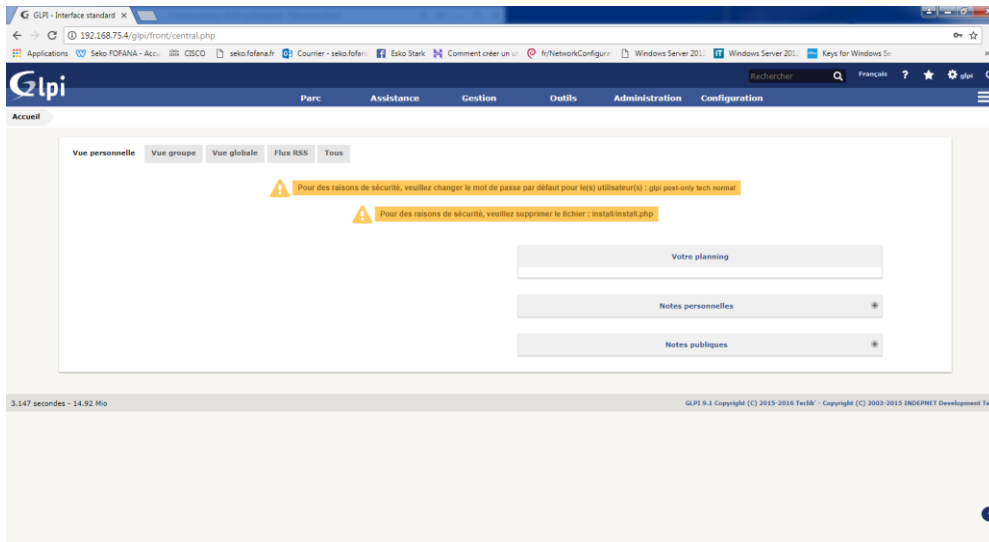 GLPI - Interface standard
192.168.75.4/glpi/front/central.php
Applications Seko FOFANA - Accu CISCO seko.fofana.fr Courrier - seko.fofan Esko Stark Comment créer un ut fr/NetworkConfigura Windows Server 201 Windows Server 201 Keys for Windows Se
Glpi
Rechercher Français ? glpi
Parc Assistance Gestion Outils Administration Configuration
Accueil
Vue personnelle Vue groupe Vue globale Flux RSS Tous
Pour des raisons de sécurité, veuillez changer le mot de passe par défaut pour le(s) utilisateur(s) : glpi post-only tech normal
Pour des raisons de sécurité, veuillez supprimer le fichier : install/install.php
Votre planning
Notes personnelles
Notes publiques
3.147 secondes - 14.92 Mio
GLPI 9.1 Copyright (C) 2015-2016 Teclib' - Copyright (C) 2003-2015 INDEPNET Development Te